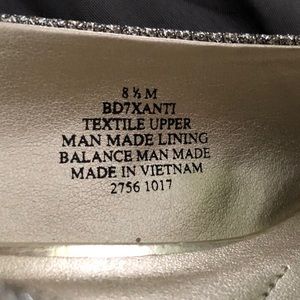 8 ½ M
BD7XANTI
TEXTILE UPPER
MAN MADE LINING
BALANCE MAN MADE
MADE IN VIETNAM
2756 1017